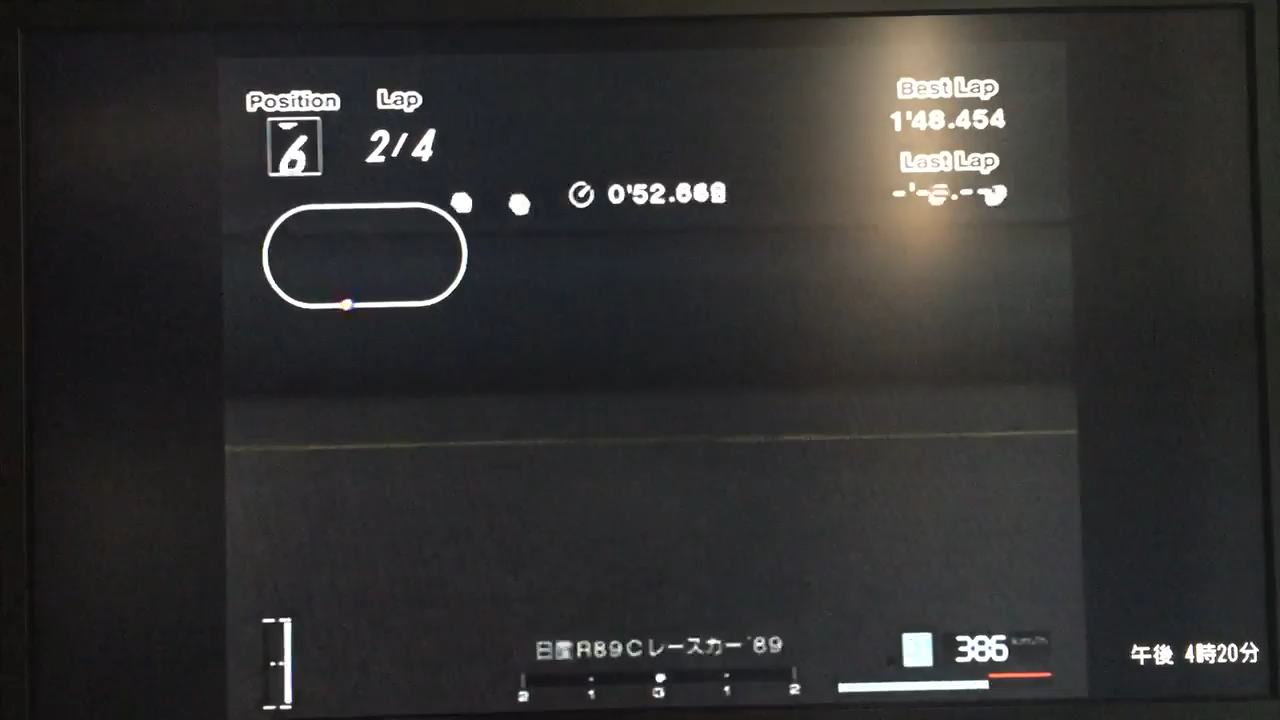 Position Lap
6 2/4
Best Lap
1'48.454
Last Lap
0'52.668
日産R89Cレースカー '89
386 km/h
2 1 0 1 2
午後 4時20分